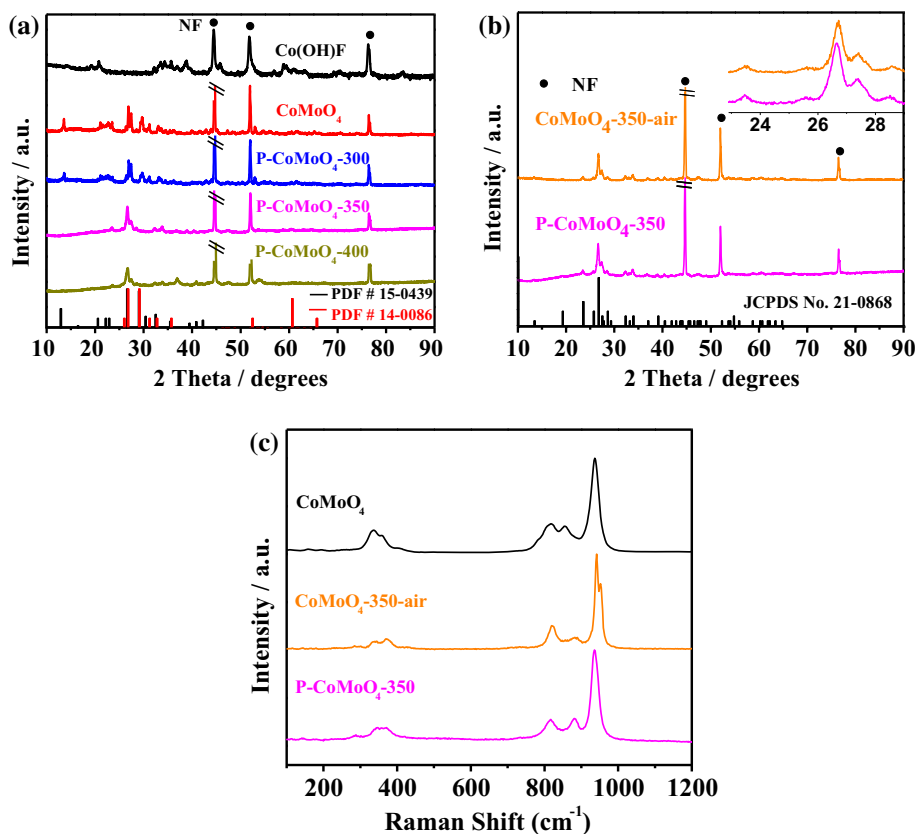 (a)
NF
Co(OH)F
CoMoO₄
P-CoMoO₄-300
P-CoMoO₄-350
P-CoMoO₄-400
PDF # 15-0439
PDF # 14-0086
10 20 30 40 50 60 70 80 90
2 Theta / degrees
Intensity / a.u.
(b)
NF
24 26 28
CoMoO₄-350-air
P-CoMoO₄-350
JCPDS No. 21-0868
10 20 30 40 50 60 70 80 90
2 Theta / degrees
Intensity / a.u.
(c)
CoMoO₄
CoMoO₄-350-air
P-CoMoO₄-350
200 400 600 800 1000 1200
Raman Shift (cm⁻¹)
Intensity / a.u.